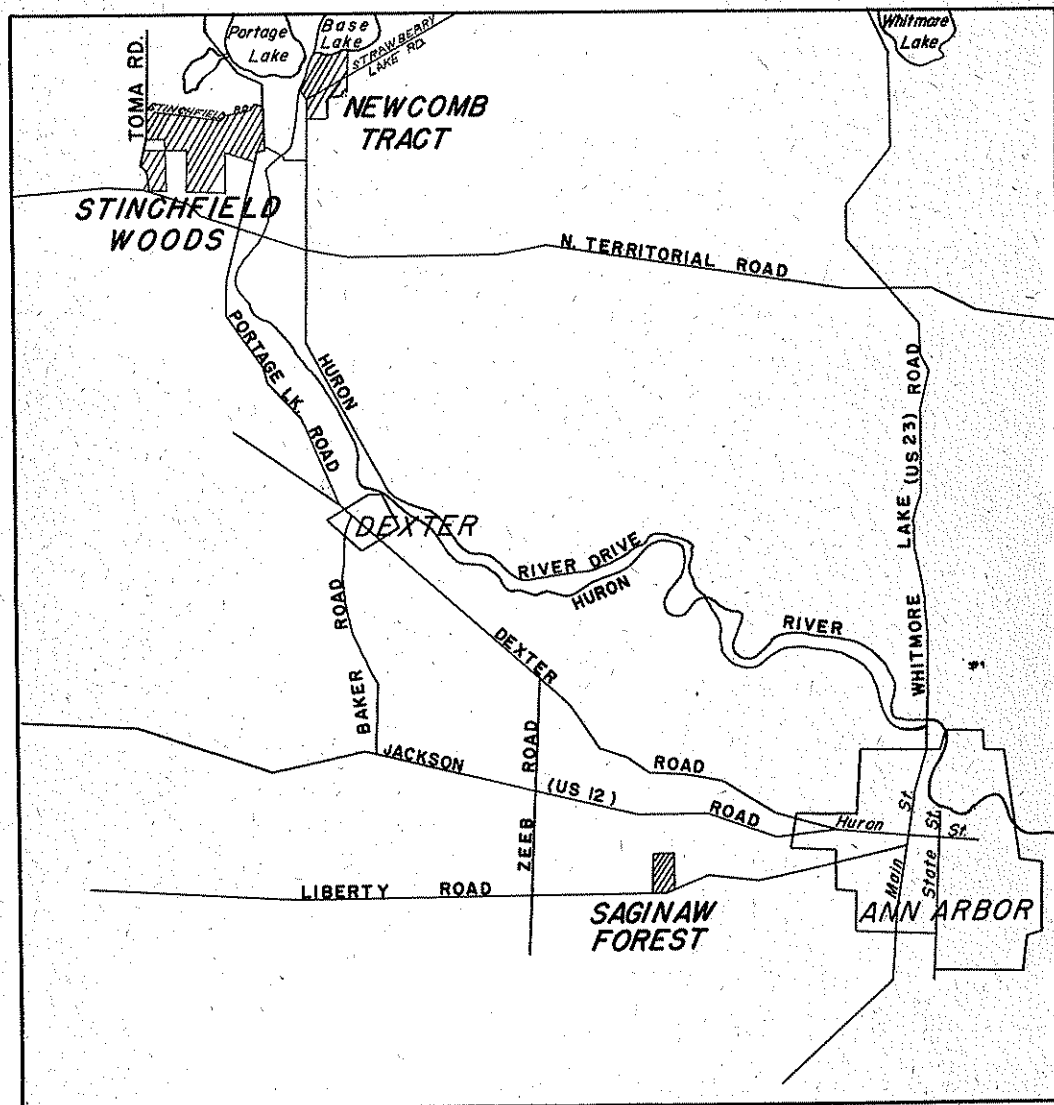 Portage
Lake
Base
Lake
STRAWBERRY
LAKE RD.
Whitmore
Lake
TOMA RD.
STINCHFIELD RD.
NEWCOMB
TRACT
STINCHFIELD
WOODS
N. TERRITORIAL ROAD
PORTAGE LK. ROAD
HURON
WHITMORE LAKE (US 23) ROAD
DEXTER
RIVER DRIVE
HURON
RIVER
BAKER ROAD
DEXTER
ROAD
JACKSON
(US 12)
ROAD
ZEEB ROAD
Huron St.
Main St.
State St.
LIBERTY ROAD
SAGINAW
FOREST
ANN ARBOR